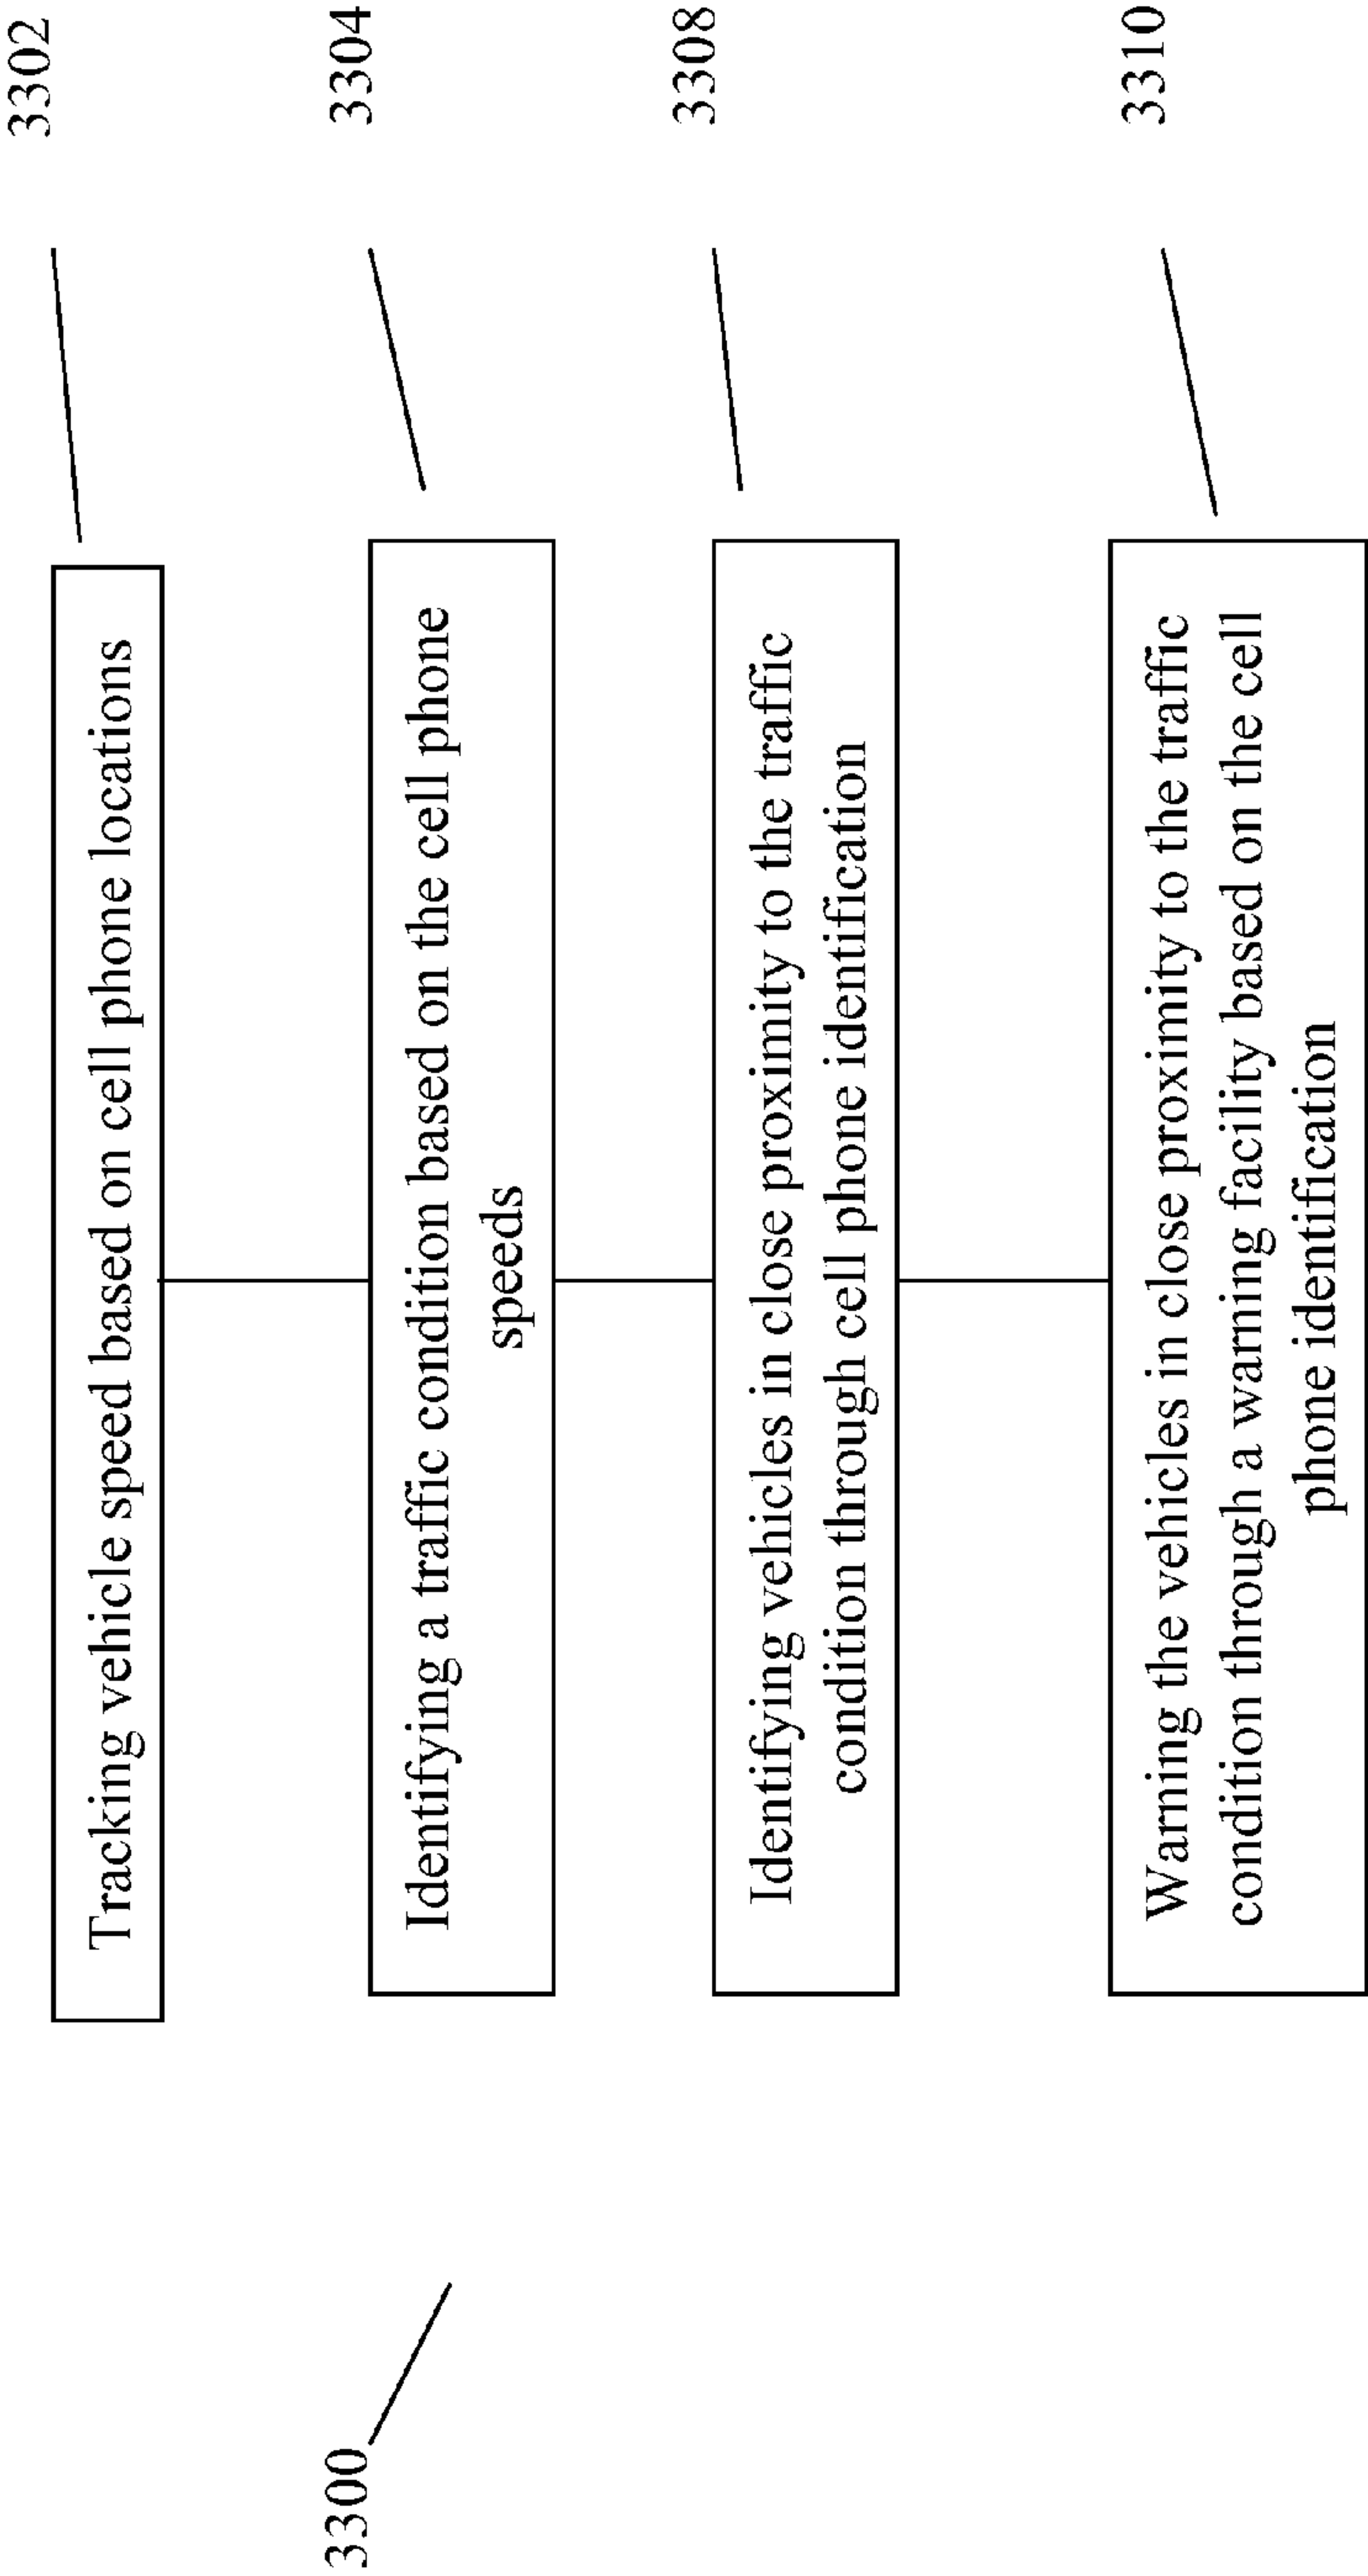 3302
Tracking vehicle speed based on cell phone locations
3304
Identifying a traffic condition based on the cell phone
speeds
3308
Identifying vehicles in close proximity to the traffic
condition through cell phone identification
3310
Warning the vehicles in close proximity to the traffic
condition through a warning facility based on the cell
phone identification
3300